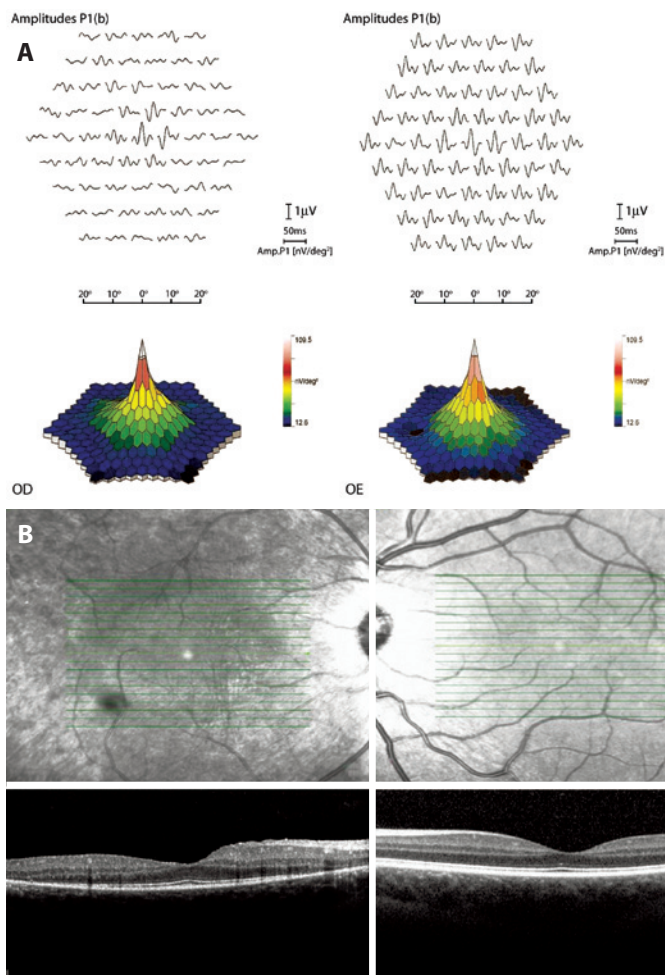 Amplitudes P1(b)
Amplitudes P1(b)
A
1µV
50ms
Amp.P1 [nV/deg²]
1µV
50ms
Amp.P1 [nV/deg²]
20° 10° 0° 10° 20°
20° 10° 0° 10° 20°
109.5
nV/deg²
12.6
109.5
nV/deg²
12.6
OD
OE
B